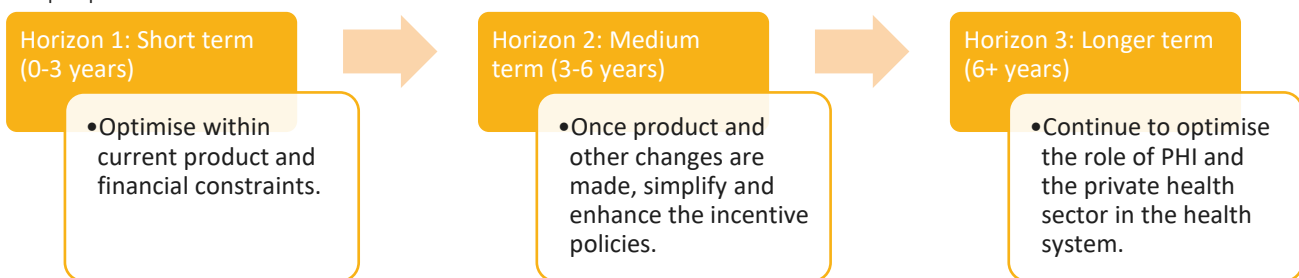 Horizon 1: Short term
(0-3 years)
•Optimise within
current product and
financial constraints.
Horizon 2: Medium
term (3-6 years)
•Once product and
other changes are
made, simplify and
enhance the incentive
policies.
Horizon 3: Longer term
(6+ years)
•Continue to optimise
the role of PHI and
the private health
sector in the health
system.